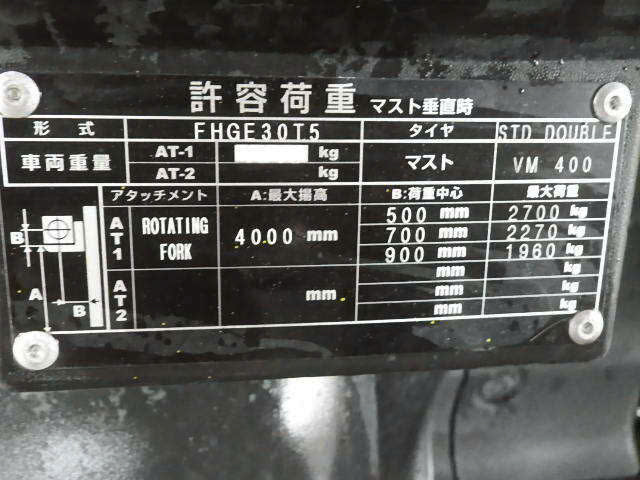 許容荷重 マスト垂直時
形式 FHGE30T5 タイヤ STD DOUBLE
車両重量 AT-1 kg マスト VM 400
AT-2 kg
アタッチメント A:最大揚高 B:荷重中心 最大荷重
AT1 ROTATING FORK 4000 mm 500 mm 2700 kg
700 mm 2270 kg
900 mm 1960 kg
mm kg
AT2 mm mm kg
mm kg
B
A
B